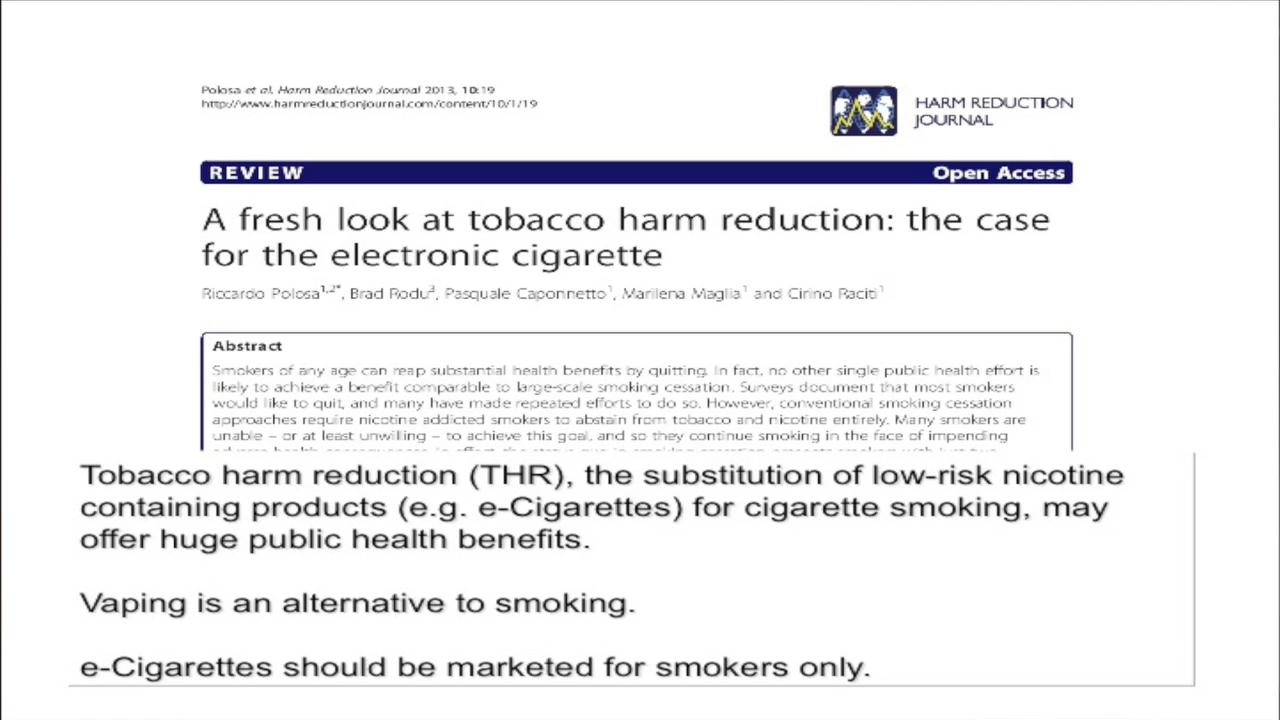 Polosa et al. Harm Reduction Journal 2013, 10:19
http://www.harmreductionjournal.com/content/10/1/19
HARM REDUCTION
JOURNAL
REVIEW
Open Access
A fresh look at tobacco harm reduction: the case
for the electronic cigarette
Riccardo Polosa1,2*, Brad Rodu3, Pasquale Caponnetto1, Marilena Maglia1 and Cirino Raciti1
Abstract
Smokers of any age can reap substantial health benefits by quitting. In fact, no other single public health effort is
likely to achieve a benefit comparable to large-scale smoking cessation. Surveys document that most smokers
would like to quit, and many have made repeated efforts to do so. However, conventional smoking cessation
approaches require nicotine addicted smokers to abstain from tobacco and nicotine entirely. Many smokers are
unable – or at least unwilling – to achieve this goal, and so they continue smoking in the face of impending
Tobacco harm reduction (THR), the substitution of low-risk nicotine
containing products (e.g. e-Cigarettes) for cigarette smoking, may
offer huge public health benefits.
Vaping is an alternative to smoking.
e-Cigarettes should be marketed for smokers only.